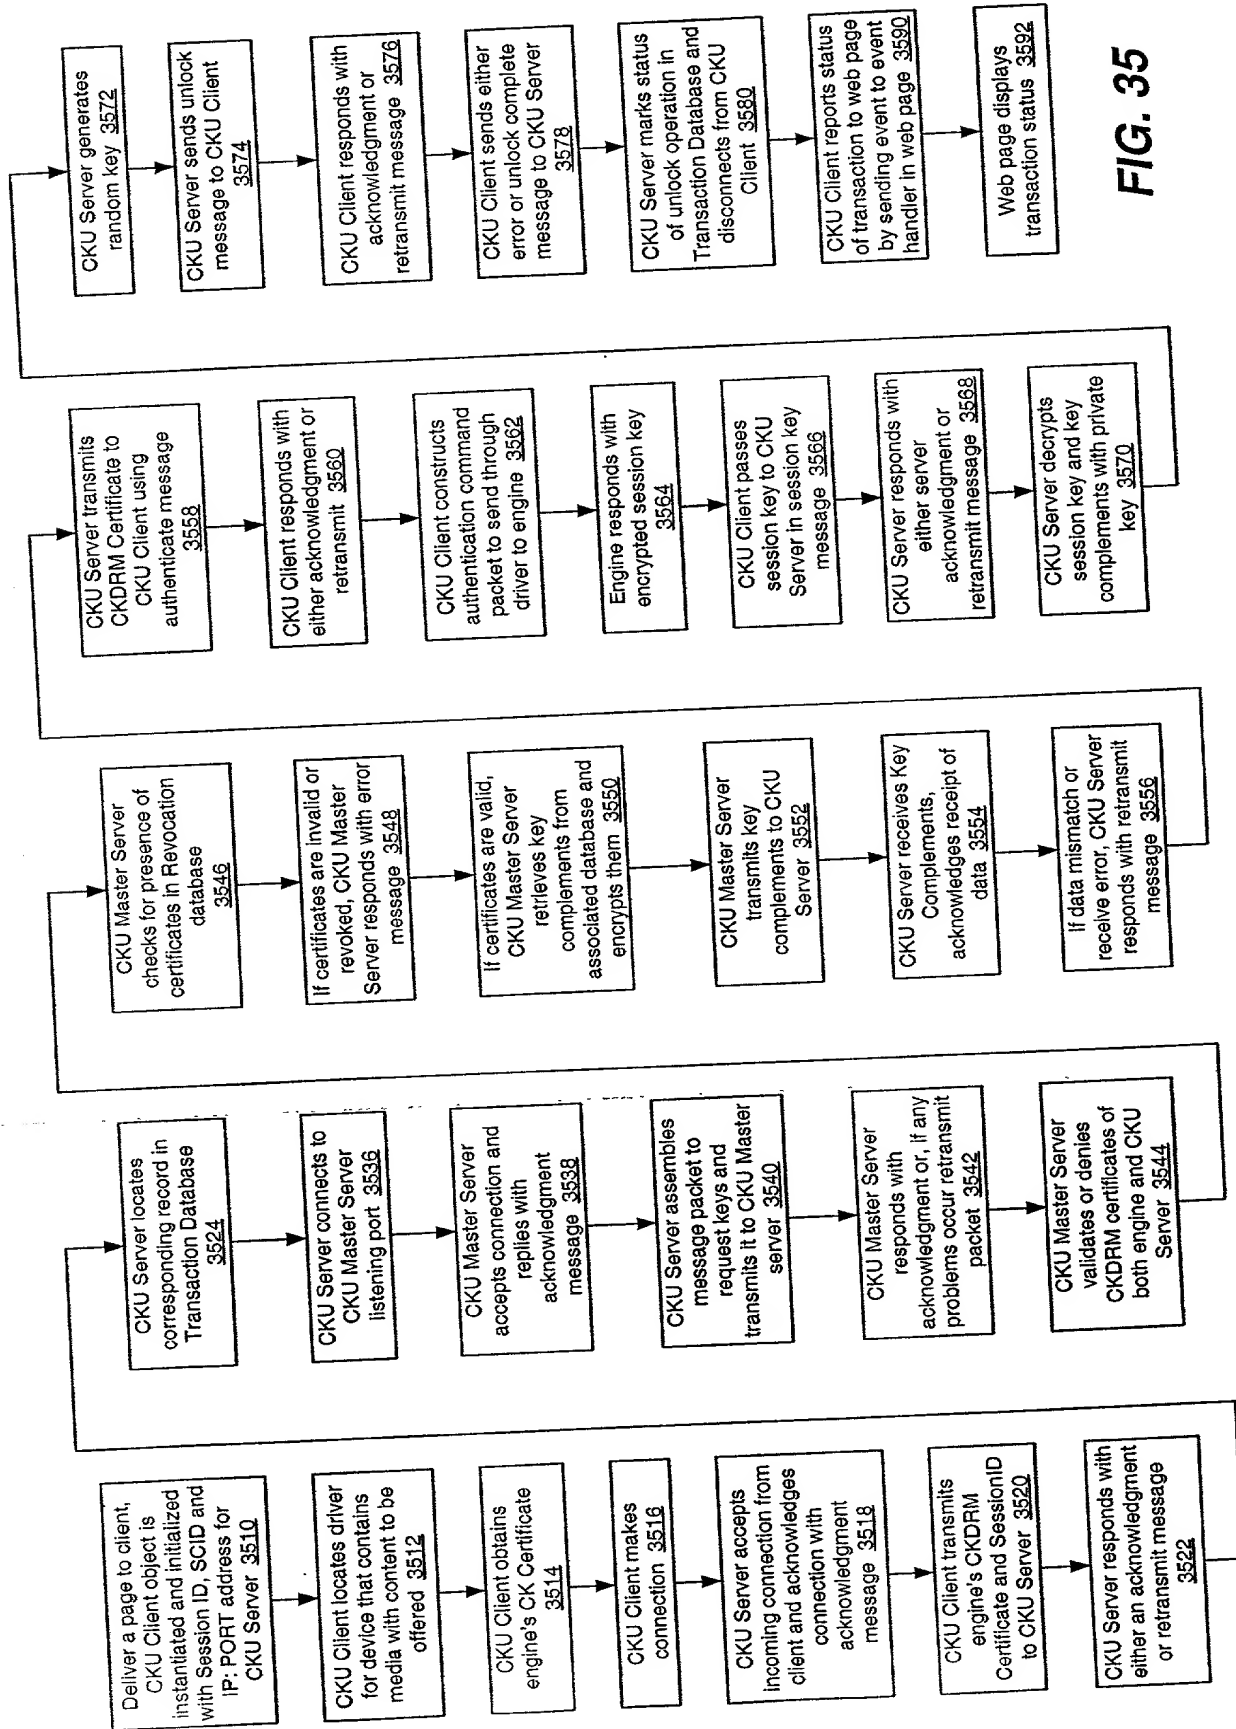 Deliver a page to client,
CKU Client object is
instantiated and initialized
with Session ID, SCID and
IP: PORT address for
CKU Server 3510
CKU Client locates driver
for device that contains
media with content to be
offered 3512
CKU Client obtains
engine's CK Certificate
3514
CKU Client makes
connection 3516
CKU Server accepts
incoming connection from
client and acknowledges
connection with
acknowledgment
message 3518
CKU Client transmits
engine's CKDRM
Certificate and SessionID
to CKU Server 3520
CKU Server responds with
either an acknowledgment
or retransmit message
3522
CKU Server locates
corresponding record in
Transaction Database
3524
CKU Server connects to
CKU Master Server
listening port 3536
CKU Master Server
accepts connection and
replies with
acknowledgment
message 3538
CKU Server assembles
message packet to
request keys and
transmits it to CKU Master
server 3540
CKU Master Server
responds with
acknowledgment or, if any
problems occur retransmit
packet 3542
CKU Master Server
validates or denies
CKDRM certificates of
both engine and CKU
Server 3544
CKU Master Server
checks for presence of
certificates in Revocation
database
3546
If certificates are invalid or
revoked, CKU Master
Server responds with error
message 3548
If certificates are valid,
CKU Master Server
retrieves key
complements from
associated database and
encrypts them 3550
CKU Master Server
transmits key
complements to CKU
Server 3552
CKU Server receives Key
Complements,
acknowledges receipt of
data 3554
If data mismatch or
receive error, CKU Server
responds with retransmit
message 3556
CKU Server transmits
CKDRM Certificate to
CKU Client using
authenticate message
3558
CKU Client responds with
either acknowledgment or
retransmit 3560
CKU Client constructs
authentication command
packet to send through
driver to engine 3562
Engine responds with
encrypted session key
3564
CKU Client passes
session key to CKU
Server in session key
message 3566
CKU Server responds with
either server
acknowledgment or
retransmit message 3568
CKU Server decrypts
session key and key
complements with private
key 3570
CKU Server generates
random key 3572
CKU Server sends unlock
message to CKU Client
3574
CKU Client responds with
acknowledgment or
retransmit message 3576
CKU Client sends either
error or unlock complete
message to CKU Server
3578
CKU Server marks status
of unlock operation in
Transaction Database and
disconnects from CKU
Client 3580
CKU Client reports status
of transaction to web page
by sending event to event
handler in web page 3590
Web page displays
transaction status 3592
FIG. 35